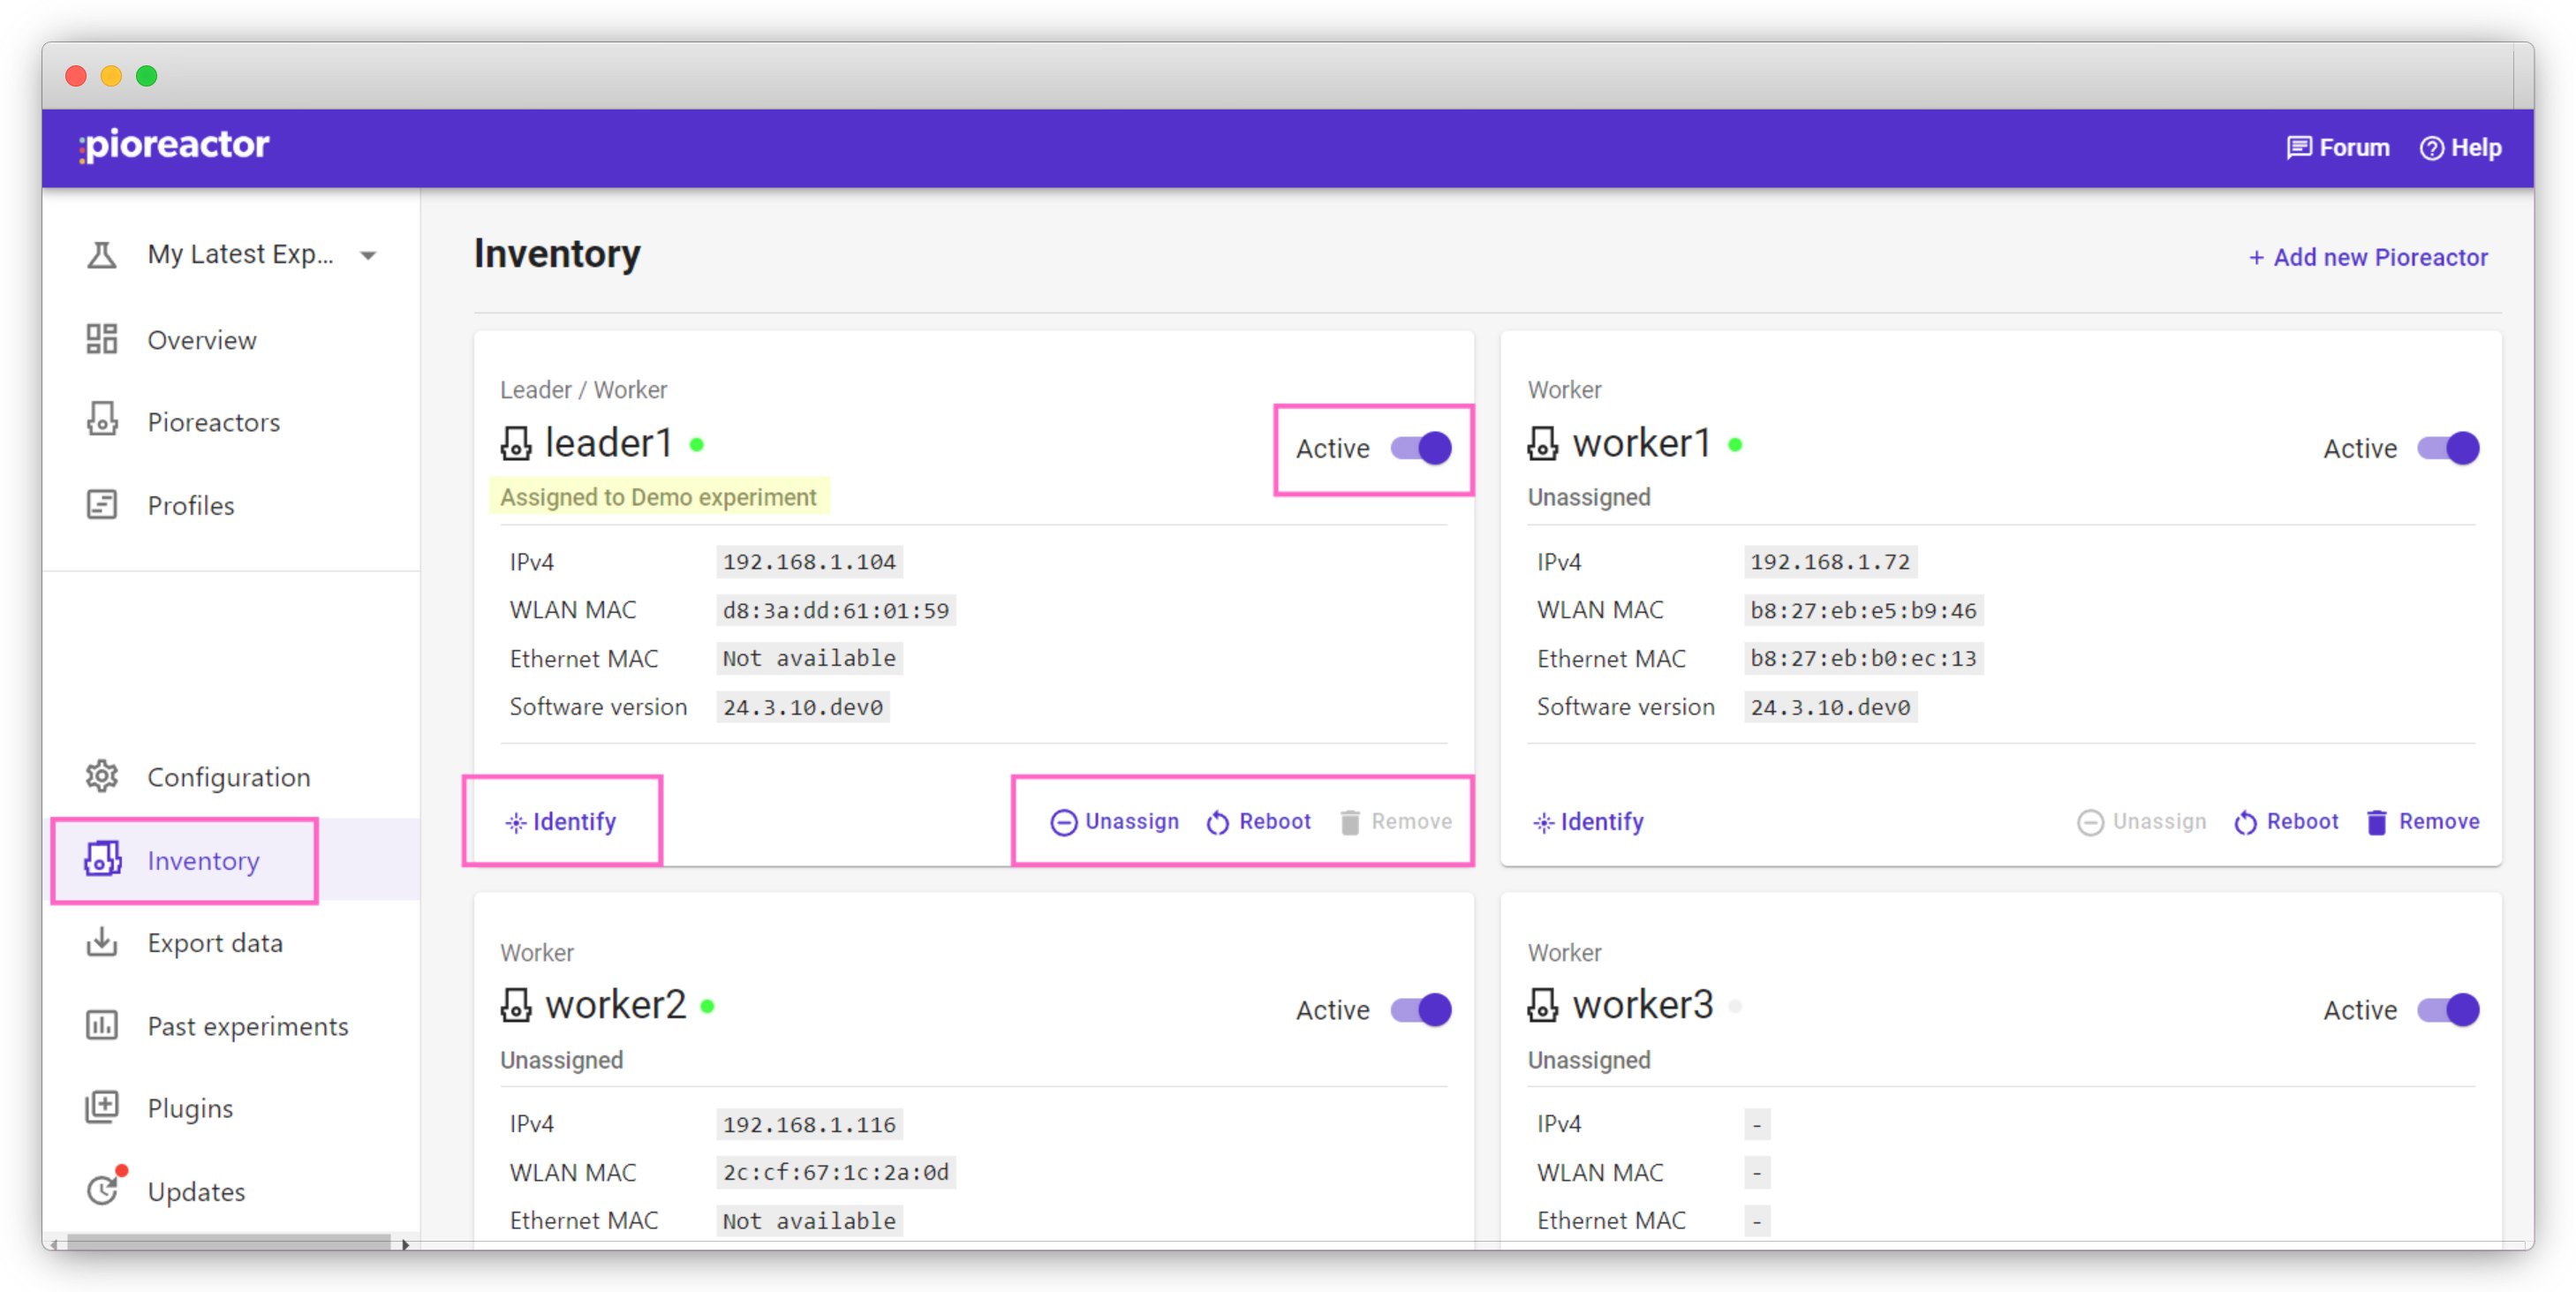 pioreactor
Forum
Help
My Latest Exp...
Overview
Pioreactors
Profiles
Configuration
Inventory
Export data
Past experiments
Plugins
Updates
Inventory
+ Add new Pioreactor
Leader / Worker
leader1
Active
Assigned to Demo experiment
IPv4 192.168.1.104
WLAN MAC d8:3a:dd:61:01:59
Ethernet MAC Not available
Software version 24.3.10.dev0
Identify
Unassign
Reboot
Remove
Worker
worker1
Active
Unassigned
IPv4 192.168.1.72
WLAN MAC b8:27:eb:e5:b9:46
Ethernet MAC b8:27:eb:b0:ec:13
Software version 24.3.10.dev0
Identify
Unassign
Reboot
Remove
Worker
worker2
Active
Unassigned
IPv4 192.168.1.116
WLAN MAC 2c:cf:67:1c:2a:0d
Ethernet MAC Not available
Worker
worker3
Active
Unassigned
IPv4 -
WLAN MAC -
Ethernet MAC -